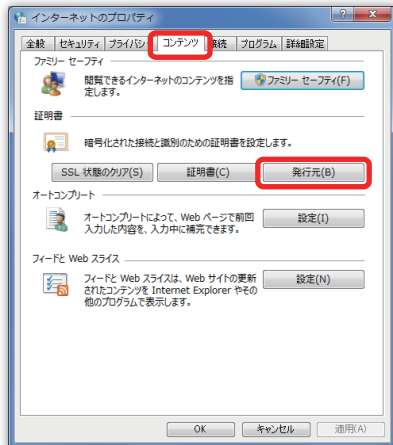 インターネットのプロパティ
全般 セキュリティ プライバシー コンテンツ 接続 プログラム 詳細設定
ファミリー セーフティ
閲覧できるインターネットのコンテンツを指
定します。
ファミリー セーフティ(F)
証明書
暗号化された接続と識別のための証明書を設定します。
SSL 状態のクリア(S) 証明書(C) 発行元(B)
オートコンプリート
オートコンプリートによって、Web ページで前回
入力した内容を、入力中に補完できます。
設定(I)
フィードと Web スライス
フィードと Web スライスは、Web サイトの更新
されたコンテンツを Internet Explorer やその
他のプログラムで表示します。
設定(N)
OK キャンセル 適用(A)